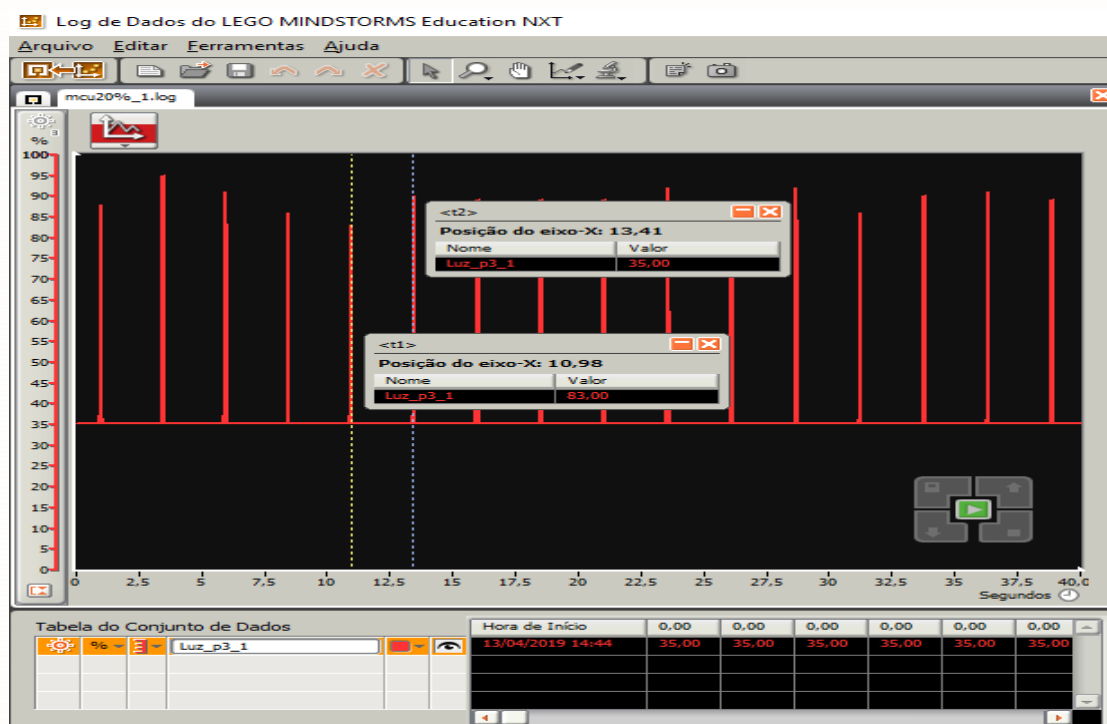 Log de Dados do LEGO MINDSTORMS Education NXT
Arquivo Editar Ferramentas Ajuda
mcu20%_1.log
3
%
100
95
90
85
80
75
70
65
60
55
50
45
40
35
30
25
20
15
10
5
0
<t2>
Posição do eixo-X: 13,41
Nome Valor
Luz_p3_1 35,00
<t1>
Posição do eixo-X: 10,98
Nome Valor
Luz_p3_1 83,00
0 2,5 5 7,5 10 12,5 15 17,5 20 22,5 25 27,5 30 32,5 35 37,5 40,0
Segundos
Tabela do Conjunto de Dados
Hora de Início 0,00 0,00 0,00 0,00 0,00 0,00
% Luz_p3_1 13/04/2019 14:44 35,00 35,00 35,00 35,00 35,00 35,00